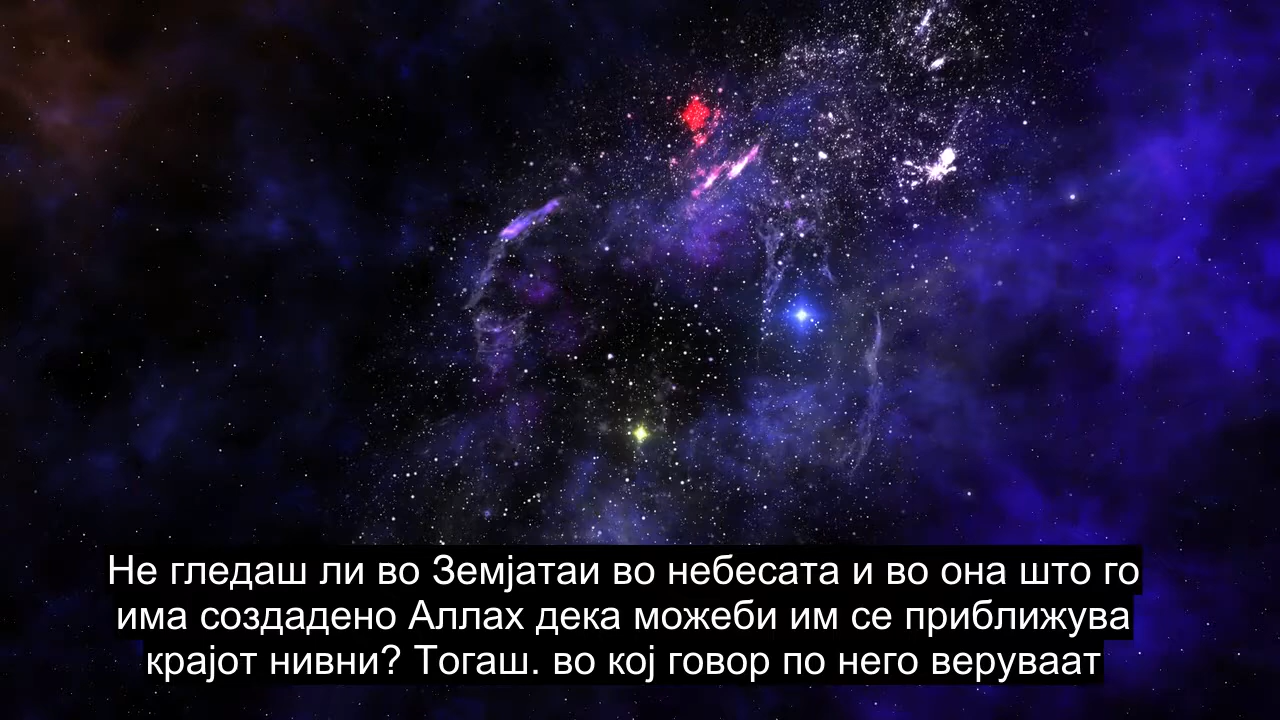 Не гледаш ли во Земјатаи во небесата и во она што го
има создадено Аллах дека можеби им се приближува
крајот нивни? Тогаш. во кој говор по него веруваат